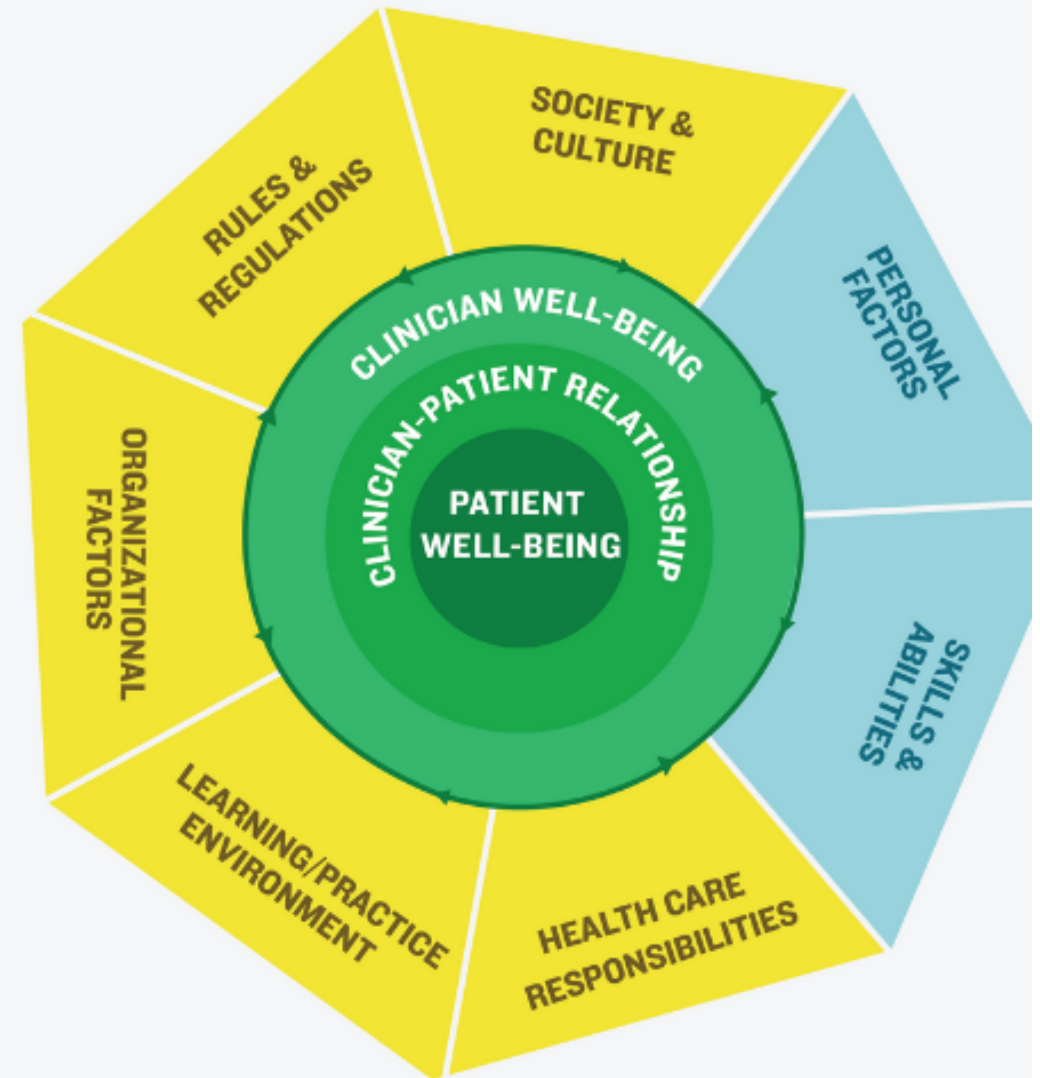 SOCIETY &
CULTURE
PERSONAL
FACTORS
SKILLS &
ABILITIES
HEALTH CARE
RESPONSIBILITIES
LEARNING/PRACTICE
ENVIRONMENT
ORGANIZATIONAL
FACTORS
RULES &
REGULATIONS
CLINICIAN WELL-BEING
CLINICIAN-PATIENT RELATIONSHIP
PATIENT
WELL-BEING